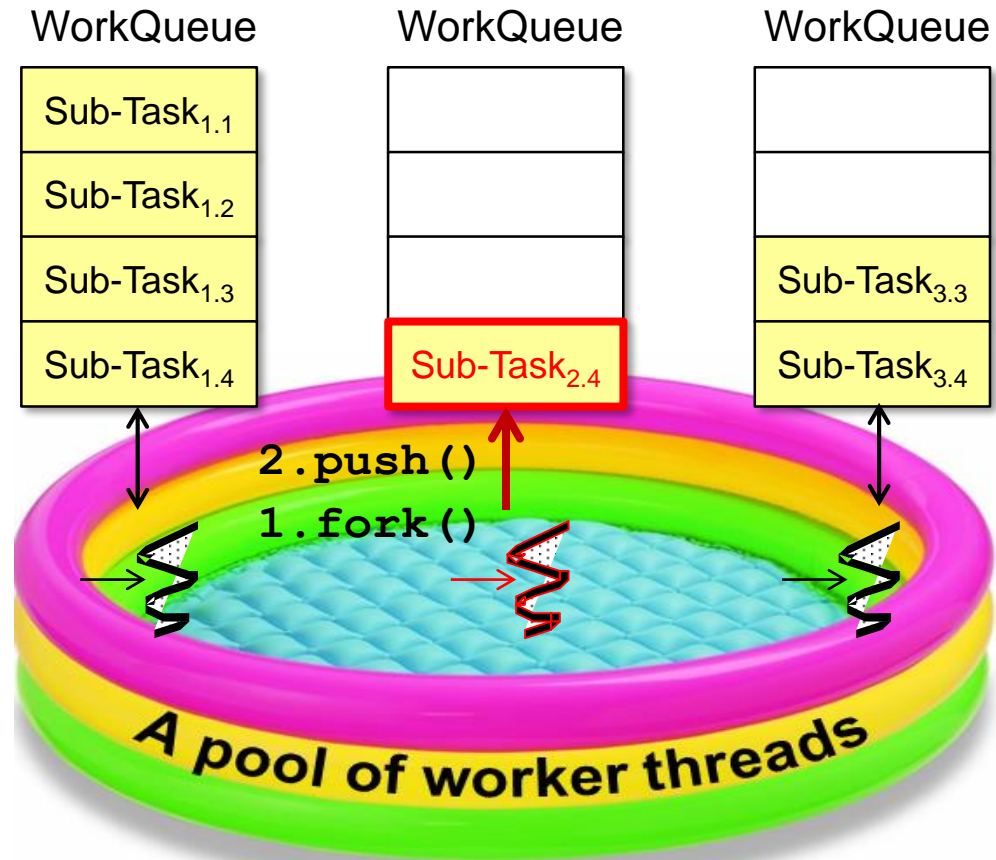 WorkQueue WorkQueue WorkQueue
Sub-Task1.1
Sub-Task1.2
Sub-Task1.3 Sub-Task3.3
Sub-Task1.4 Sub-Task2.4 Sub-Task3.4
2.push()
1.fork()
A pool of worker threads